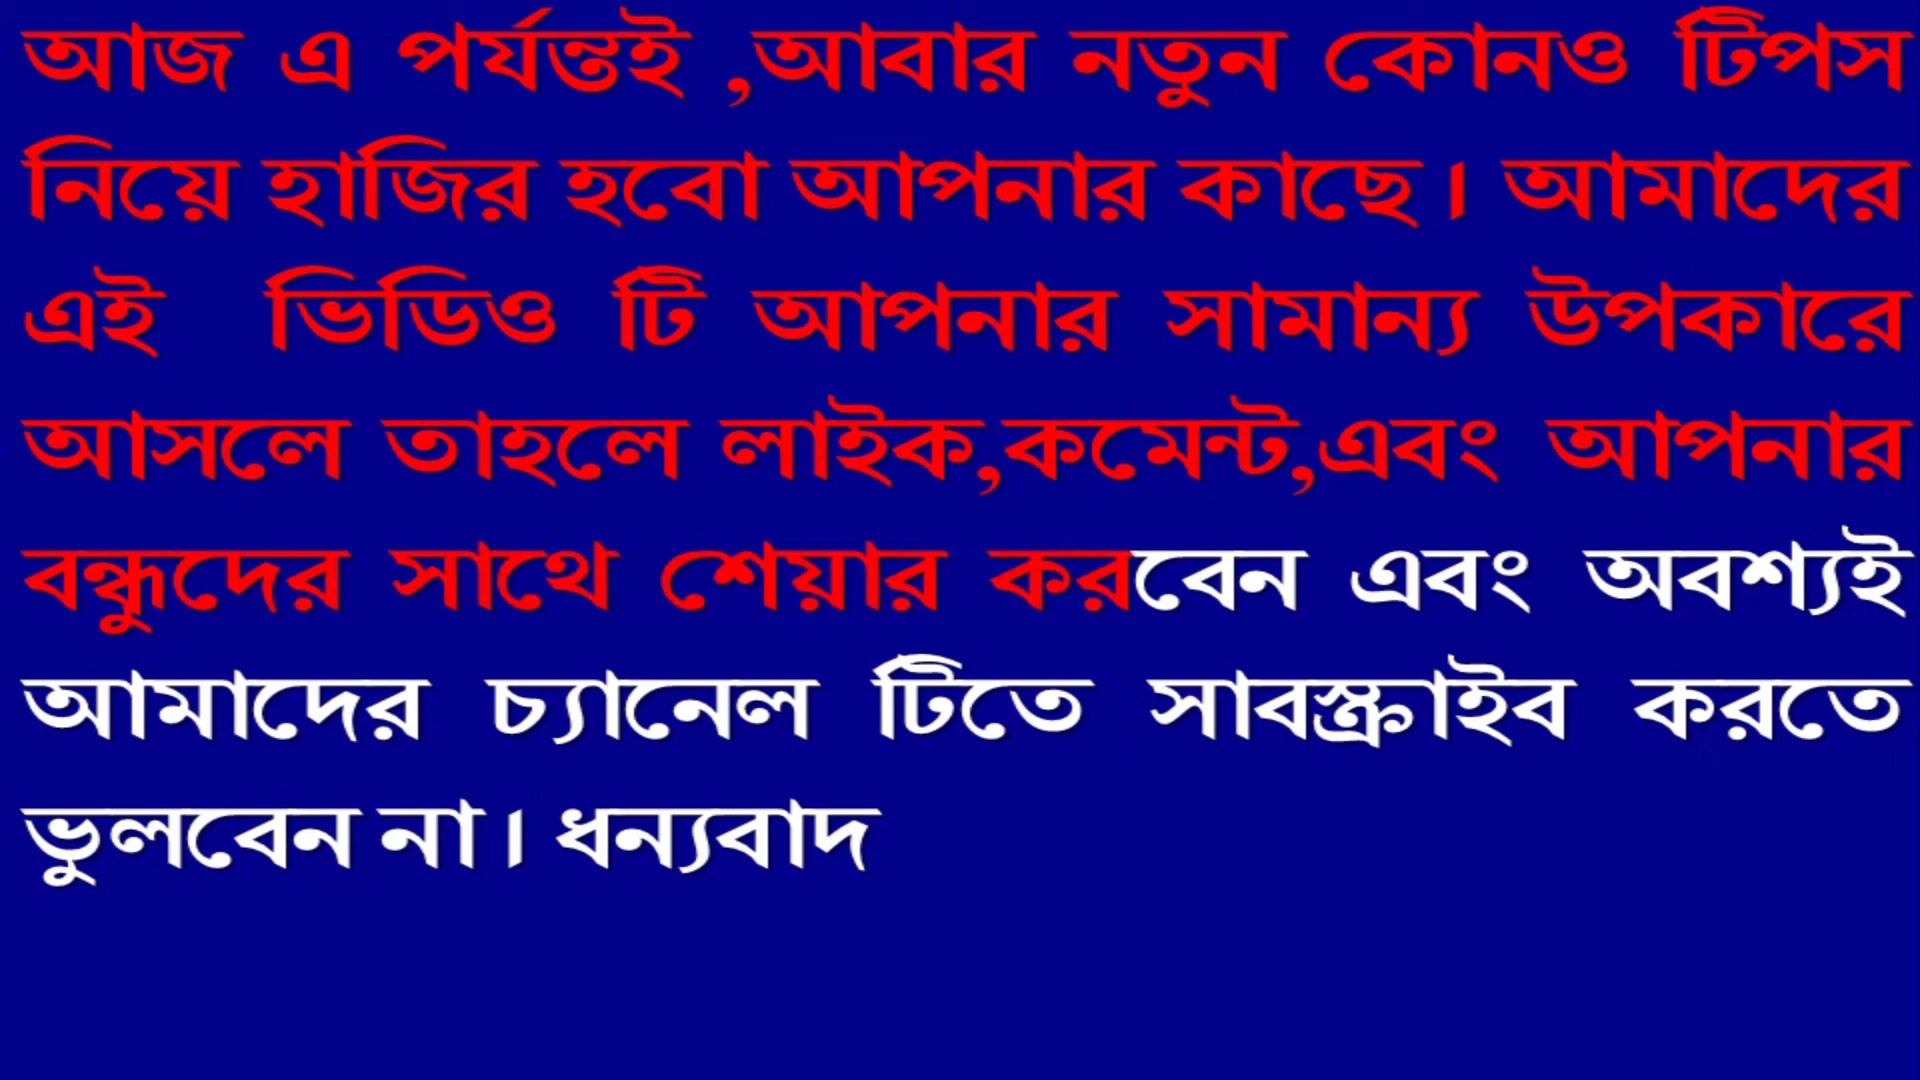 আজ এ পর্যন্তই ,আবার নতুন কোনও টিপস
নিয়ে হাজির হবো আপনার কাছে। আমাদের
এই ভিডিও টি আপনার সামান্য উপকারে
আসলে তাহলে লাইক,কমেন্ট,এবং আপনার
বন্ধুদের সাথে শেয়ার করবেন এবং অবশ্যই
আমাদের চ্যানেল টিতে সাবস্ক্রাইব করতে
ভুলবেন না। ধন্যবাদ